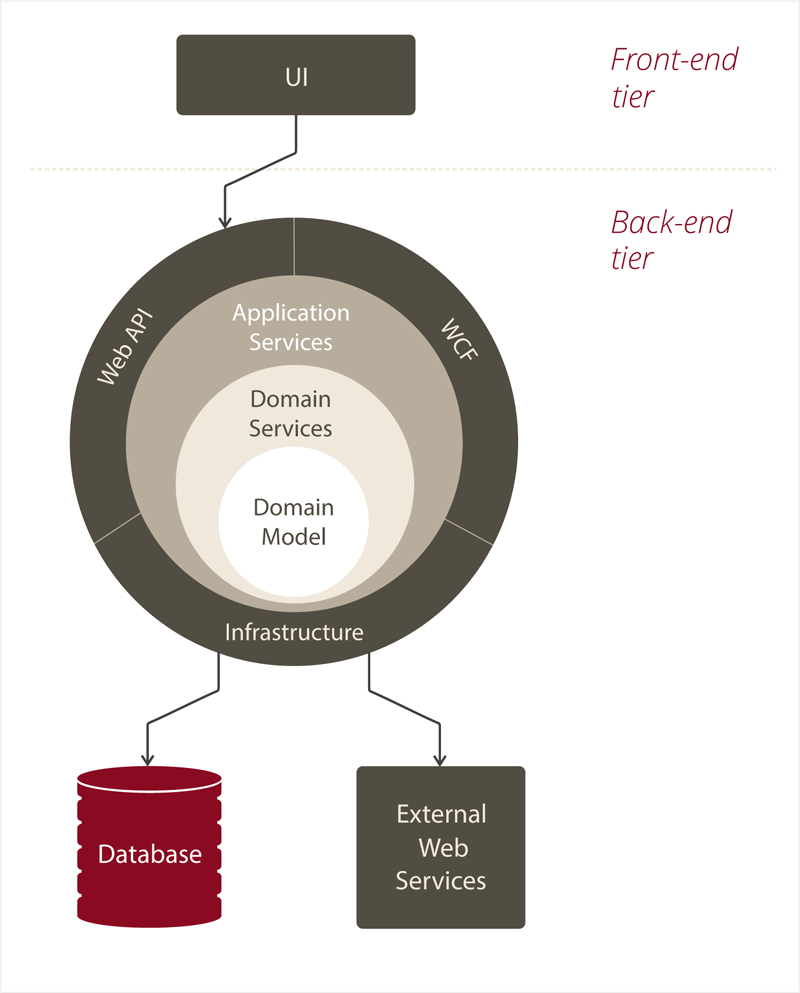 UI
Front-end
tier
Back-end
tier
Web API
WCF
Application
Services
Domain
Services
Domain
Model
Infrastructure
Database
External
Web
Services